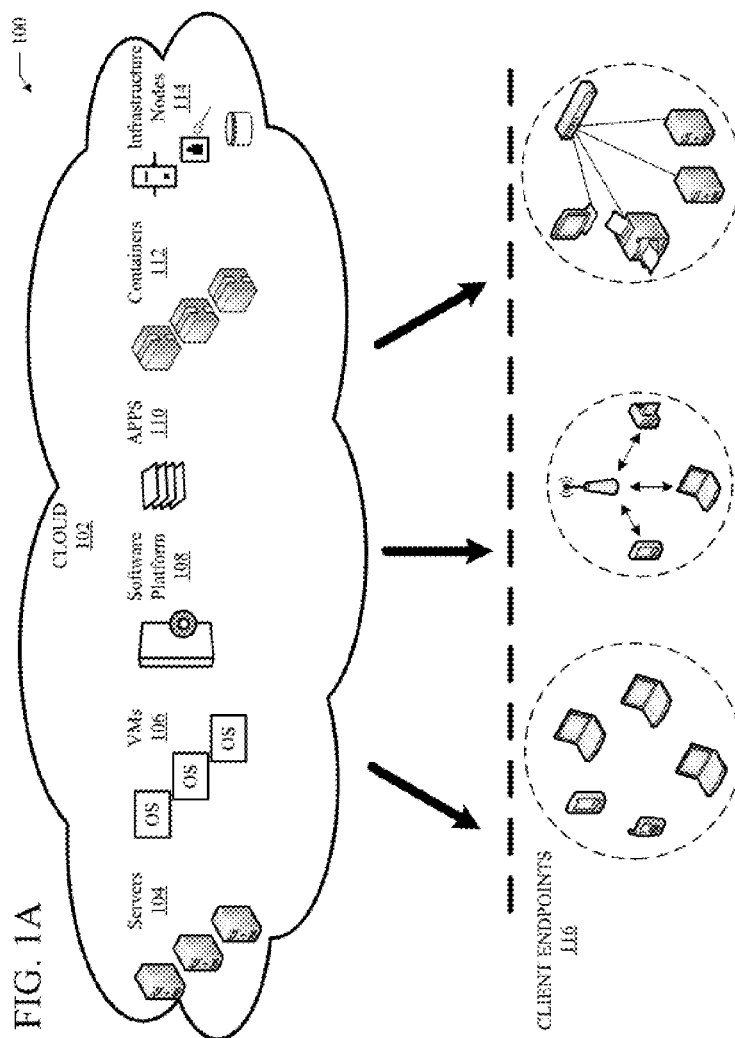 FIG. 1A
100
CLOUD
102
Servers
104
VMs
106
OS
OS
OS
Software
Platform
108
APPS
110
Containers
112
Infrastructure
Nodes
114
CLIENT ENDPOINTS
116